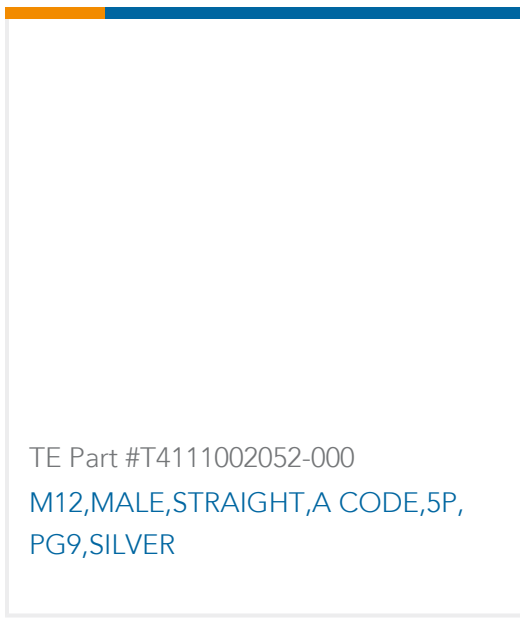 TE Part #T4111002052-000
M12,MALE,STRAIGHT,A CODE,5P,
PG9,SILVER